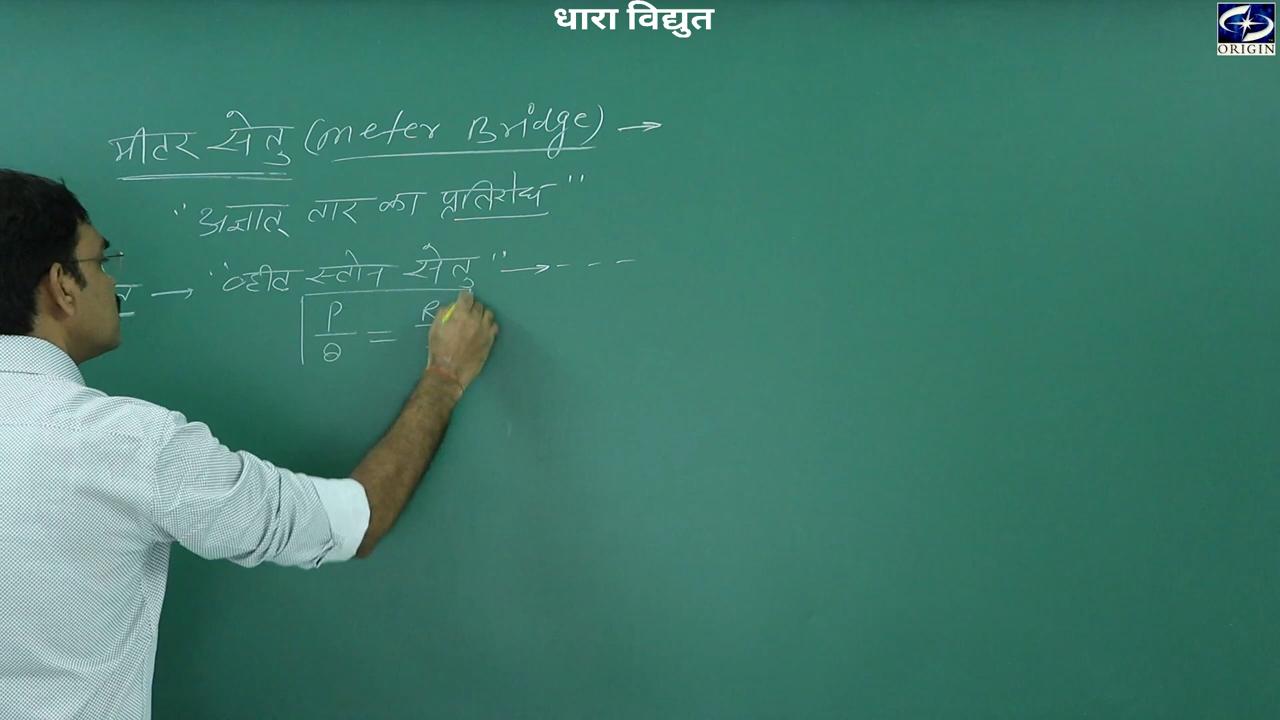 धारा विद्युत
ORIGIN
मीटर सेतु (meter Bridge) →
"अज्ञात् तार का प्रतिरोध"
→ "व्हीट स्टोन सेतु" → - - -
P/Q = R